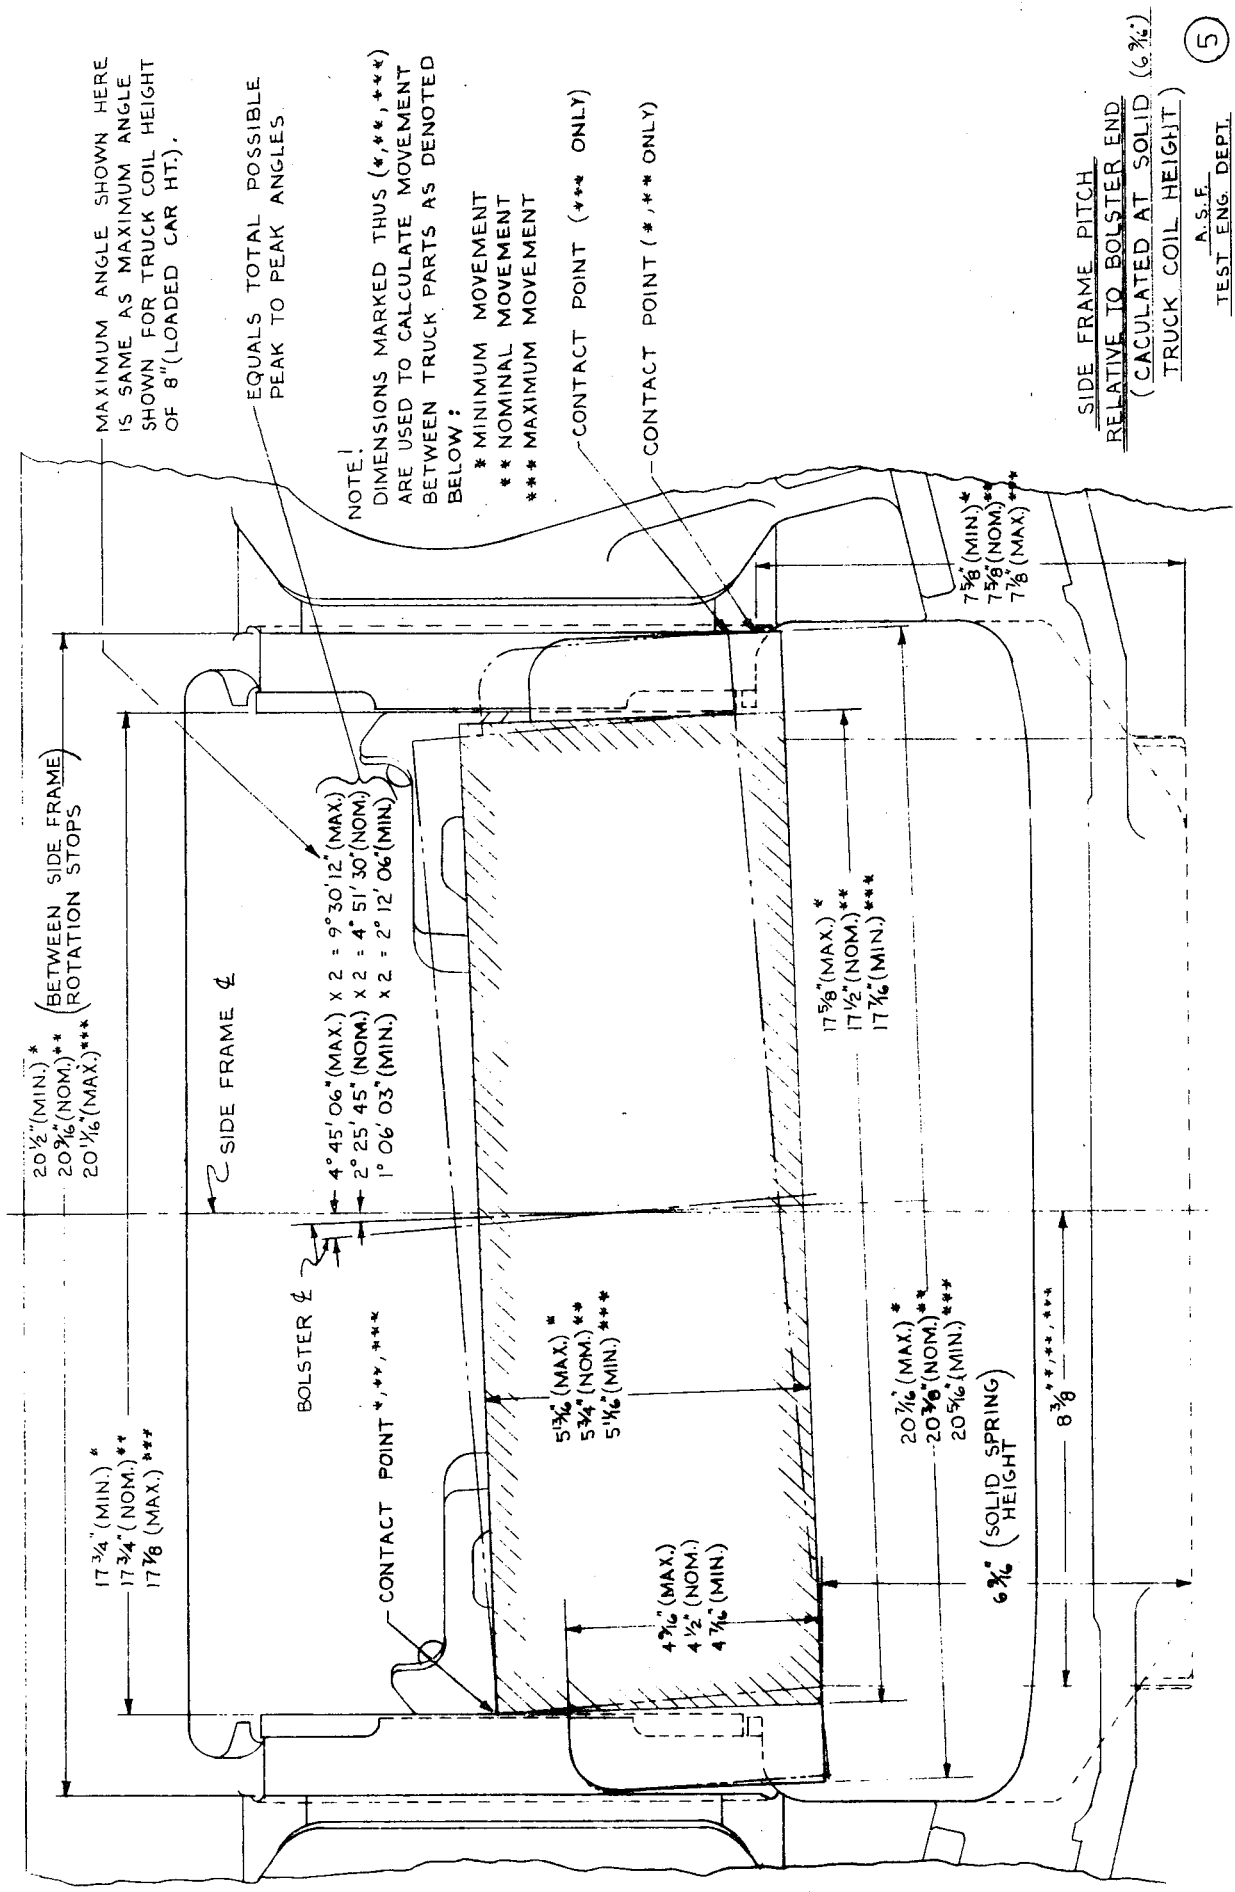 MAXIMUM ANGLE SHOWN HERE
IS SAME AS MAXIMUM ANGLE
SHOWN FOR TRUCK COIL HEIGHT
OF 8" (LOADED CAR HT.).
EQUALS TOTAL POSSIBLE
PEAK TO PEAK ANGLES
NOTE!
DIMENSIONS MARKED THUS (*,**,***)
ARE USED TO CALCULATE MOVEMENT
BETWEEN TRUCK PARTS AS DENOTED
BELOW:
* MINIMUM MOVEMENT
** NOMINAL MOVEMENT
*** MAXIMUM MOVEMENT
CONTACT POINT (*** ONLY)
CONTACT POINT (*,** ONLY)
20 1/2" (MIN.) *
20 9/16" (NOM.) **
20 11/16" (MAX.) ***
(BETWEEN SIDE FRAME
ROTATION STOPS)
17 3/4" (MIN.) *
17 3/4" (NOM.) **
17 7/8 (MAX.) ***
SIDE FRAME ℄
BOLSTER ℄
4° 45' 06" (MAX.) X 2 = 9° 30' 12" (MAX.)
2° 25' 45" (NOM.) X 2 = 4° 51' 30" (NOM.)
1° 06' 03" (MIN.) X 2 = 2° 12' 06" (MIN.)
CONTACT POINT *,**,***
5 13/16" (MAX.) *
5 3/4" (NOM.) **
5 11/16" (MIN.) ***
4 9/16" (MAX.)
4 1/2" (NOM.)
4 7/16" (MIN.)
17 5/8" (MAX.) *
17 1/2" (NOM.) **
17 7/16" (MIN.) ***
20 7/16" (MAX.) *
20 3/8" (NOM.) **
20 5/16" (MIN.) ***
6 9/16" (SOLID SPRING
HEIGHT)
8 3/8" *,**,***
7 5/8" (MIN.) *
7 5/8" (NOM.) **
7 7/8" (MAX.) ***
SIDE FRAME PITCH
RELATIVE TO BOLSTER END
(CACULATED AT SOLID (6 9/16")
TRUCK COIL HEIGHT)
A.S.F.
TEST ENG. DEPT.
5